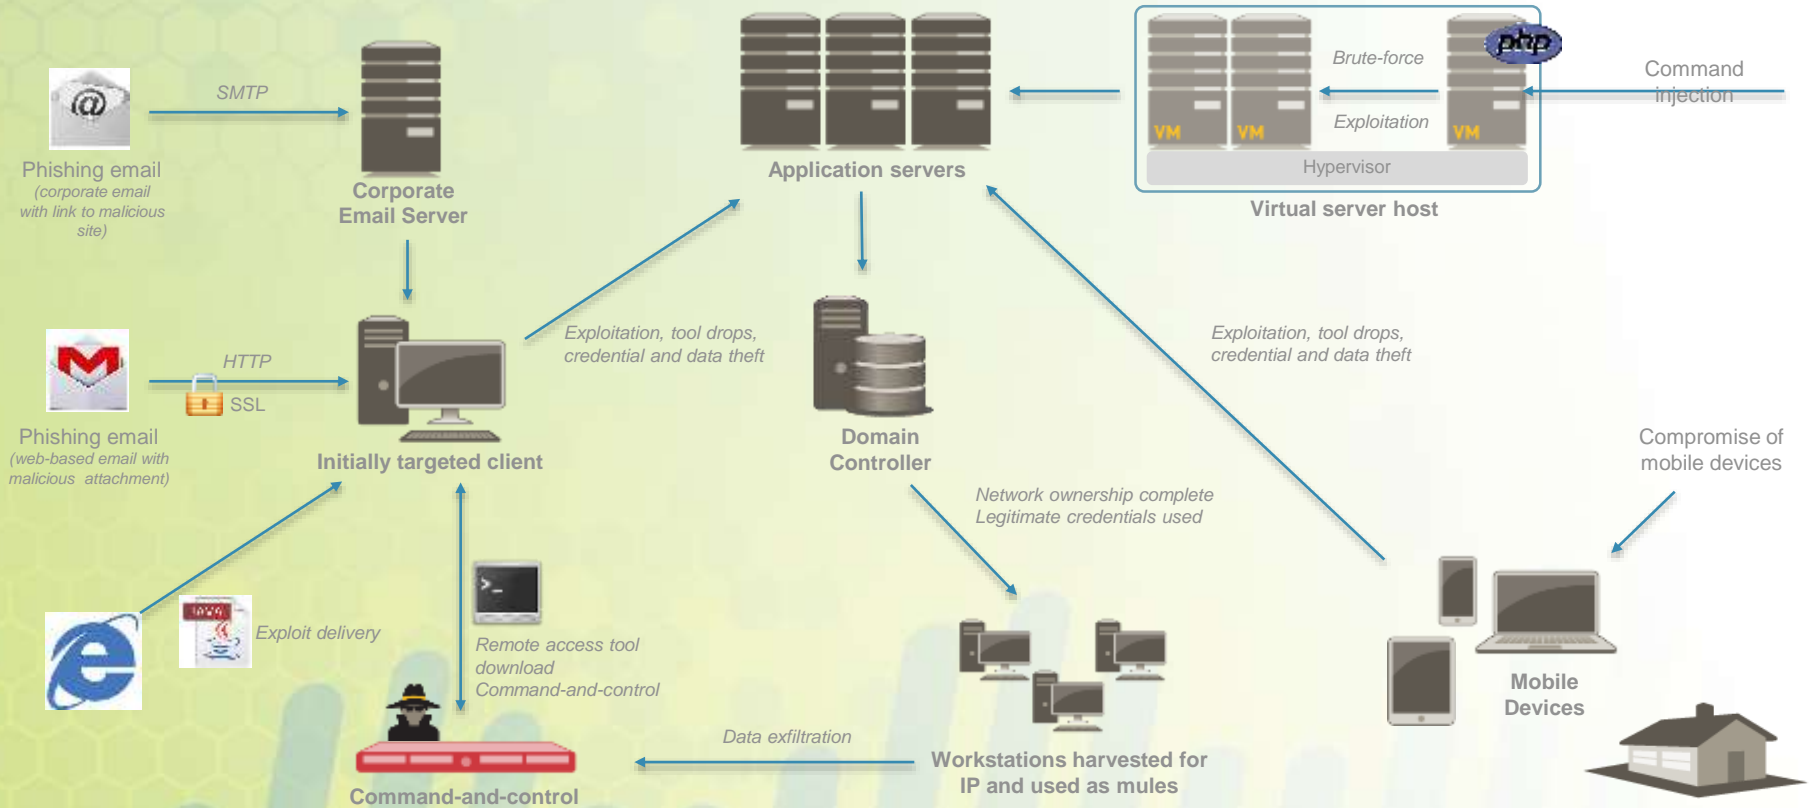 SMTP
@
Phishing email
(corporate email
with link to malicious
site)
Corporate
Email Server
Application servers
VM
VM
VM
php
Brute-force
Exploitation
Hypervisor
Virtual server host
Command
injection
HTTP
SSL
Phishing email
(web-based email with
malicious attachment)
Initially targeted client
Exploitation, tool drops,
credential and data theft
Domain
Controller
Exploitation, tool drops,
credential and data theft
Compromise of
mobile devices
Network ownership complete
Legitimate credentials used
JAVA
Exploit delivery
>_
Remote access tool
download
Command-and-control
Mobile
Devices
Data exfiltration
Workstations harvested for
IP and used as mules
Command-and-control